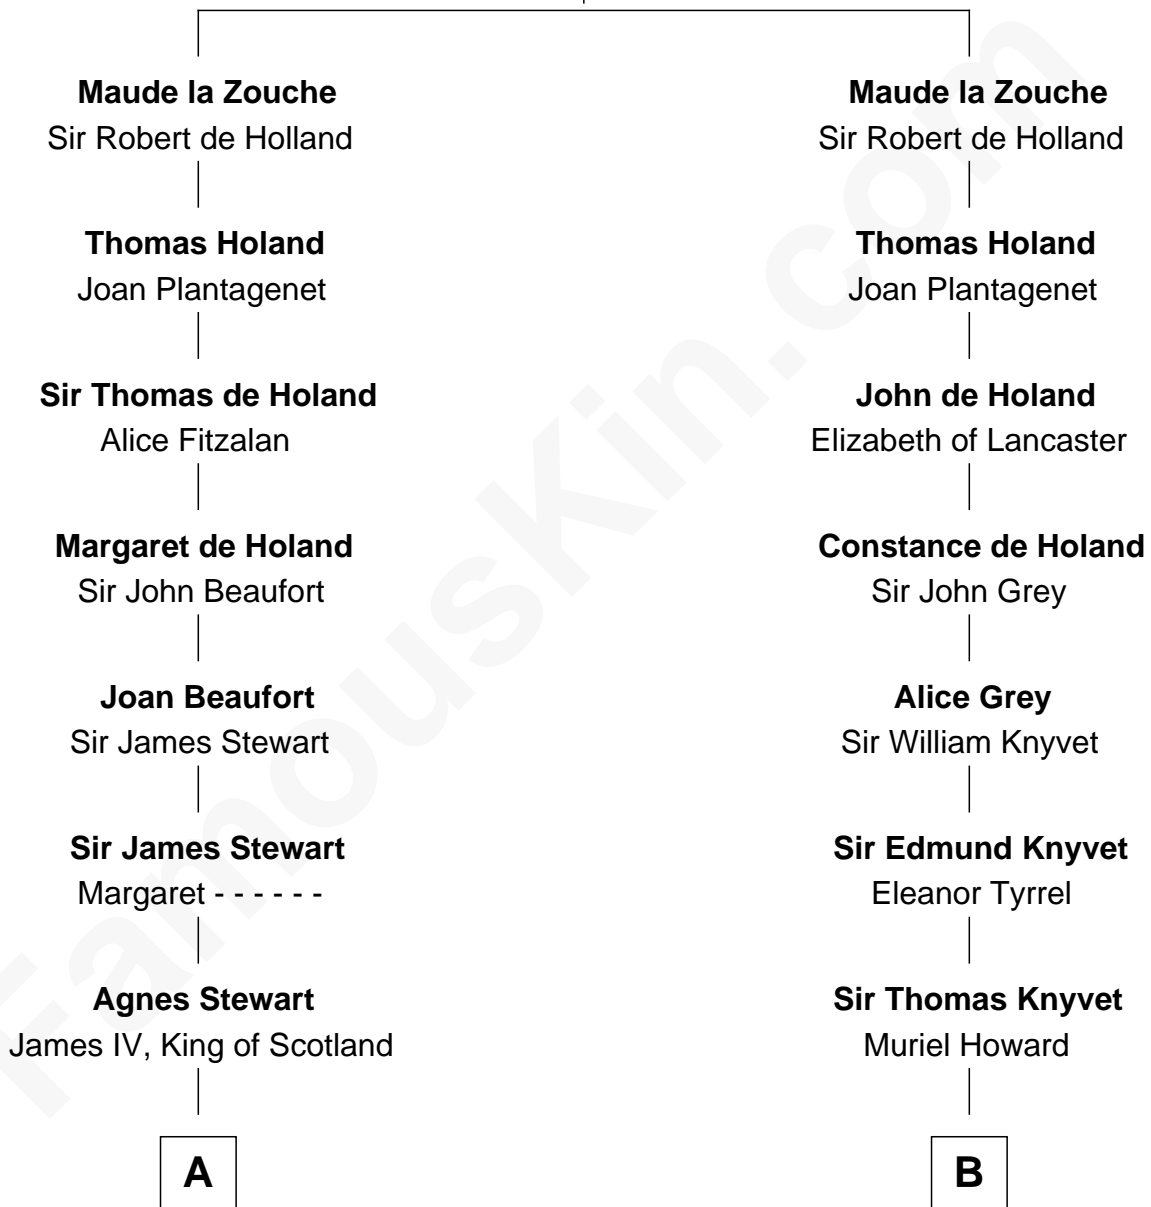 Maude la Zouche
Sir Robert de Holland
Thomas Holand
Joan Plantagenet
Sir Thomas de Holand
Alice Fitzalan
Margaret de Holand
Sir John Beaufort
Joan Beaufort
Sir James Stewart
Sir James Stewart
Margaret - - - - - -
Agnes Stewart
James IV, King of Scotland
A
Maude la Zouche
Sir Robert de Holland
Thomas Holand
Joan Plantagenet
John de Holand
Elizabeth of Lancaster
Constance de Holand
Sir John Grey
Alice Grey
Sir William Knyvet
Sir Edmund Knyvet
Eleanor Tyrrel
Sir Thomas Knyvet
Muriel Howard
B
FamousKin.com